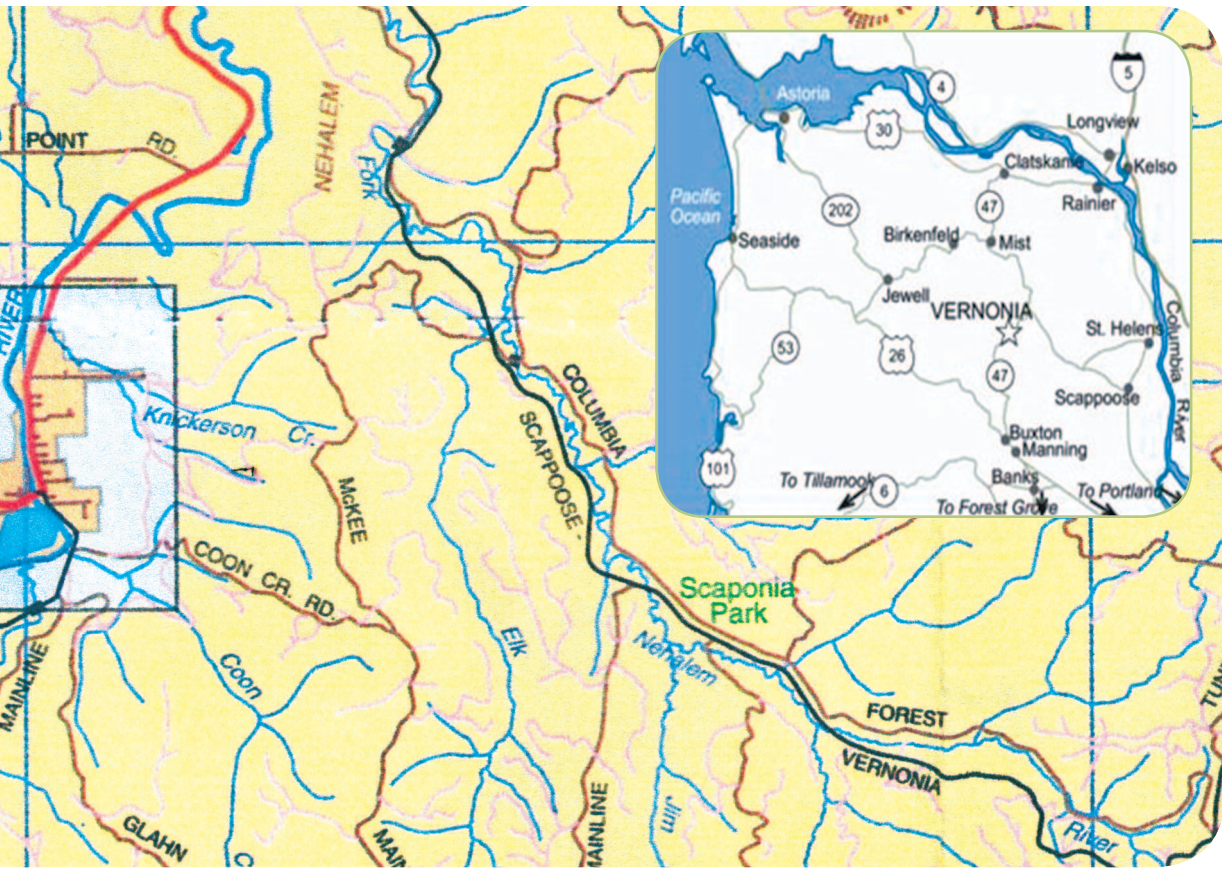 POINT
RD.
NEHALEM
Fork
RIVER
Knickerson Cr.
McKEE
COON CR. RD.
COLUMBIA
SCAPPOOSE -
Scaponia
Park
Nehalem
Elk
Coon
MAINLINE
GLAHN
MAIN
C
MAINLINE
Jim
FOREST
VERNONIA
River
TUN
4
5
Astoria
30
Longview
Clatskanie
Kelso
Rainier
Pacific
Ocean
202
47
Seaside
Birkenfeld
Mist
Jewell
VERNONIA
St. Helens
Columbia River
53
26
47
Scappoose
Buxton
Manning
101
To Tillamook
6
Banks
To Portland
To Forest Grove